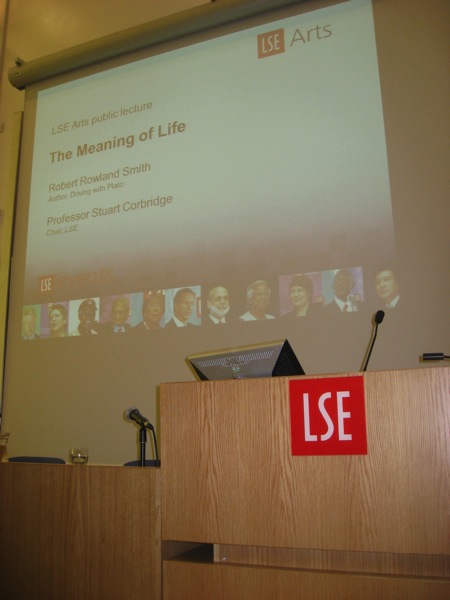 LSE Arts
LSE Arts public lecture
The Meaning of Life
Robert Rowland Smith
Author, Driving with Plato
Professor Stuart Corbridge
Chair, LSE
LSE
LSE